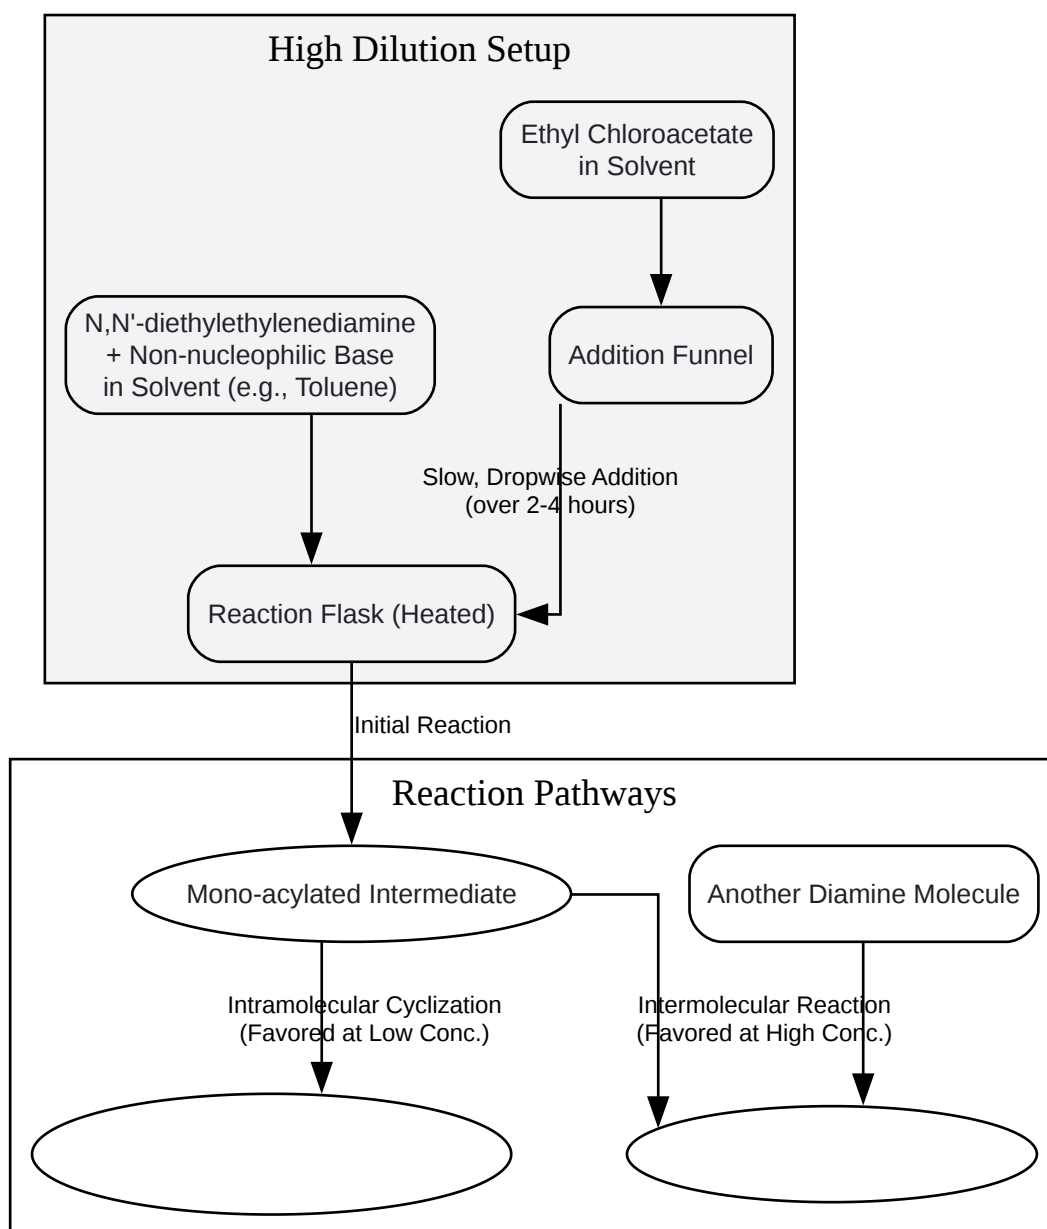 High Dilution Setup
Ethyl Chloroacetate
in Solvent
N,N'-diethylethylenediamine
+ Non-nucleophilic Base
in Solvent (e.g., Toluene)
Addition Funnel
Slow, Dropwise Addition
(over 2-4 hours)
Reaction Flask (Heated)
Initial Reaction
Reaction Pathways
Mono-acylated Intermediate
Another Diamine Molecule
Intramolecular Cyclization
(Favored at Low Conc.)
Intermolecular Reaction
(Favored at High Conc.)